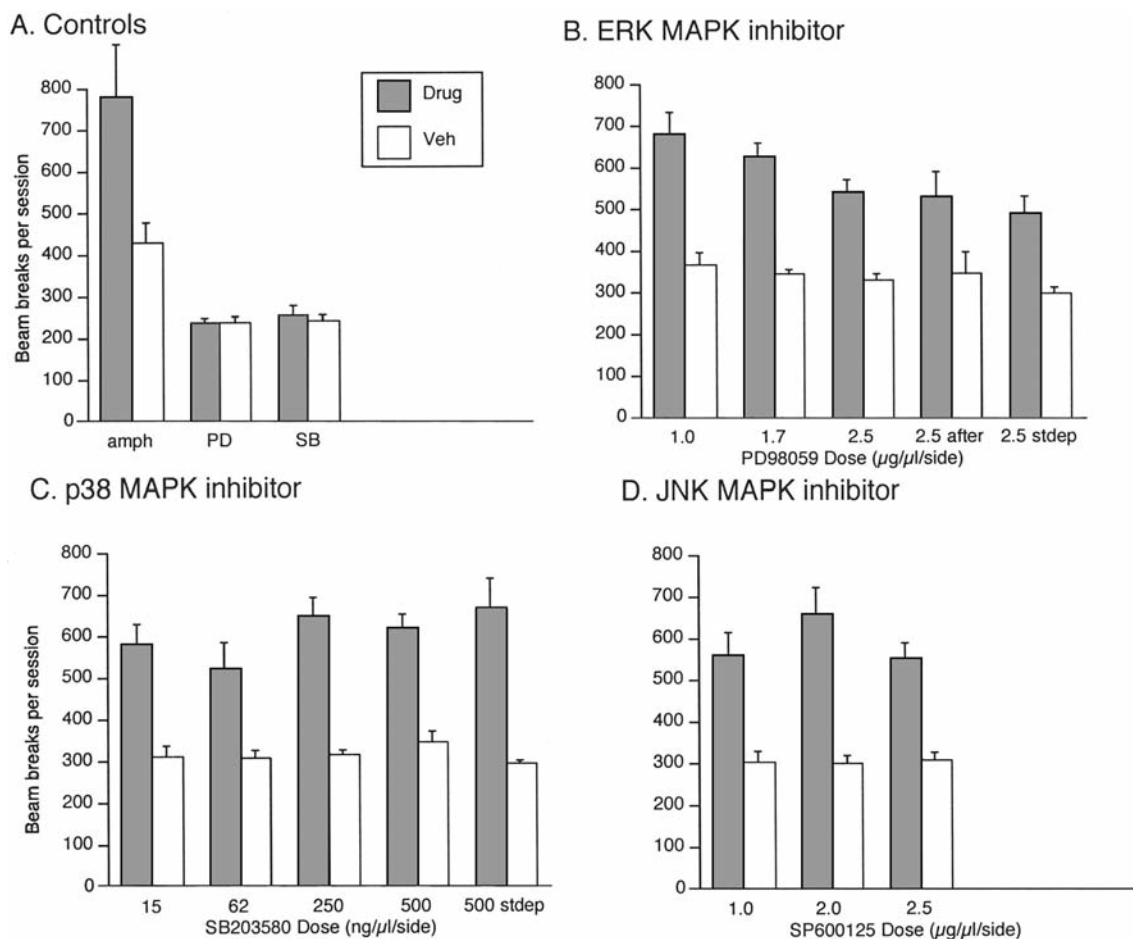 A. Controls
800
700
600
500
400
300
200
100
0
Beam breaks per session
amph PD SB
Drug
Veh
B. ERK MAPK inhibitor
800
700
600
500
400
300
200
100
0
1.0 1.7 2.5 2.5 after 2.5 stdep
PD98059 Dose (µg/µl/side)
C. p38 MAPK inhibitor
800
700
600
500
400
300
200
100
0
Beam breaks per session
15 62 250 500 500 stdep
SB203580 Dose (ng/µl/side)
D. JNK MAPK inhibitor
800
700
600
500
400
300
200
100
0
1.0 2.0 2.5
SP600125 Dose (µg/µl/side)